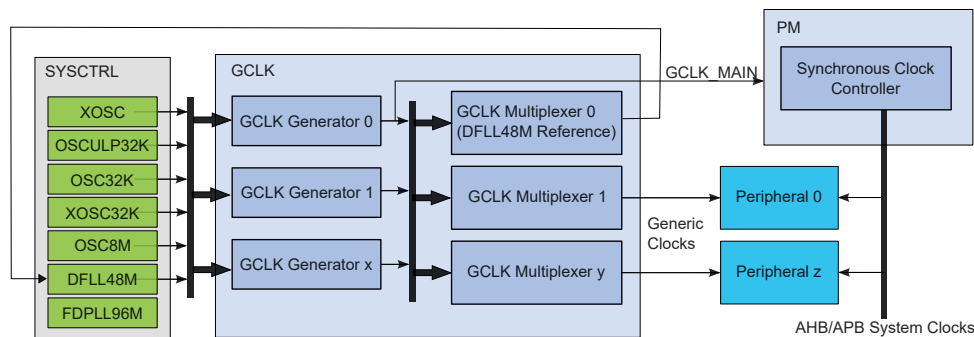 PM
SYSCTRL
GCLK
GCLK_MAIN
Synchronous Clock
Controller
XOSC
OSCULP32K
OSC32K
XOSC32K
OSC8M
DFLL48M
FDPLL96M
GCLK Generator 0
GCLK Generator 1
GCLK Generator x
GCLK Multiplexer 0
(DFLL48M Reference)
GCLK Multiplexer 1
GCLK Multiplexer y
Generic
Clocks
Peripheral 0
Peripheral z
AHB/APB System Clocks